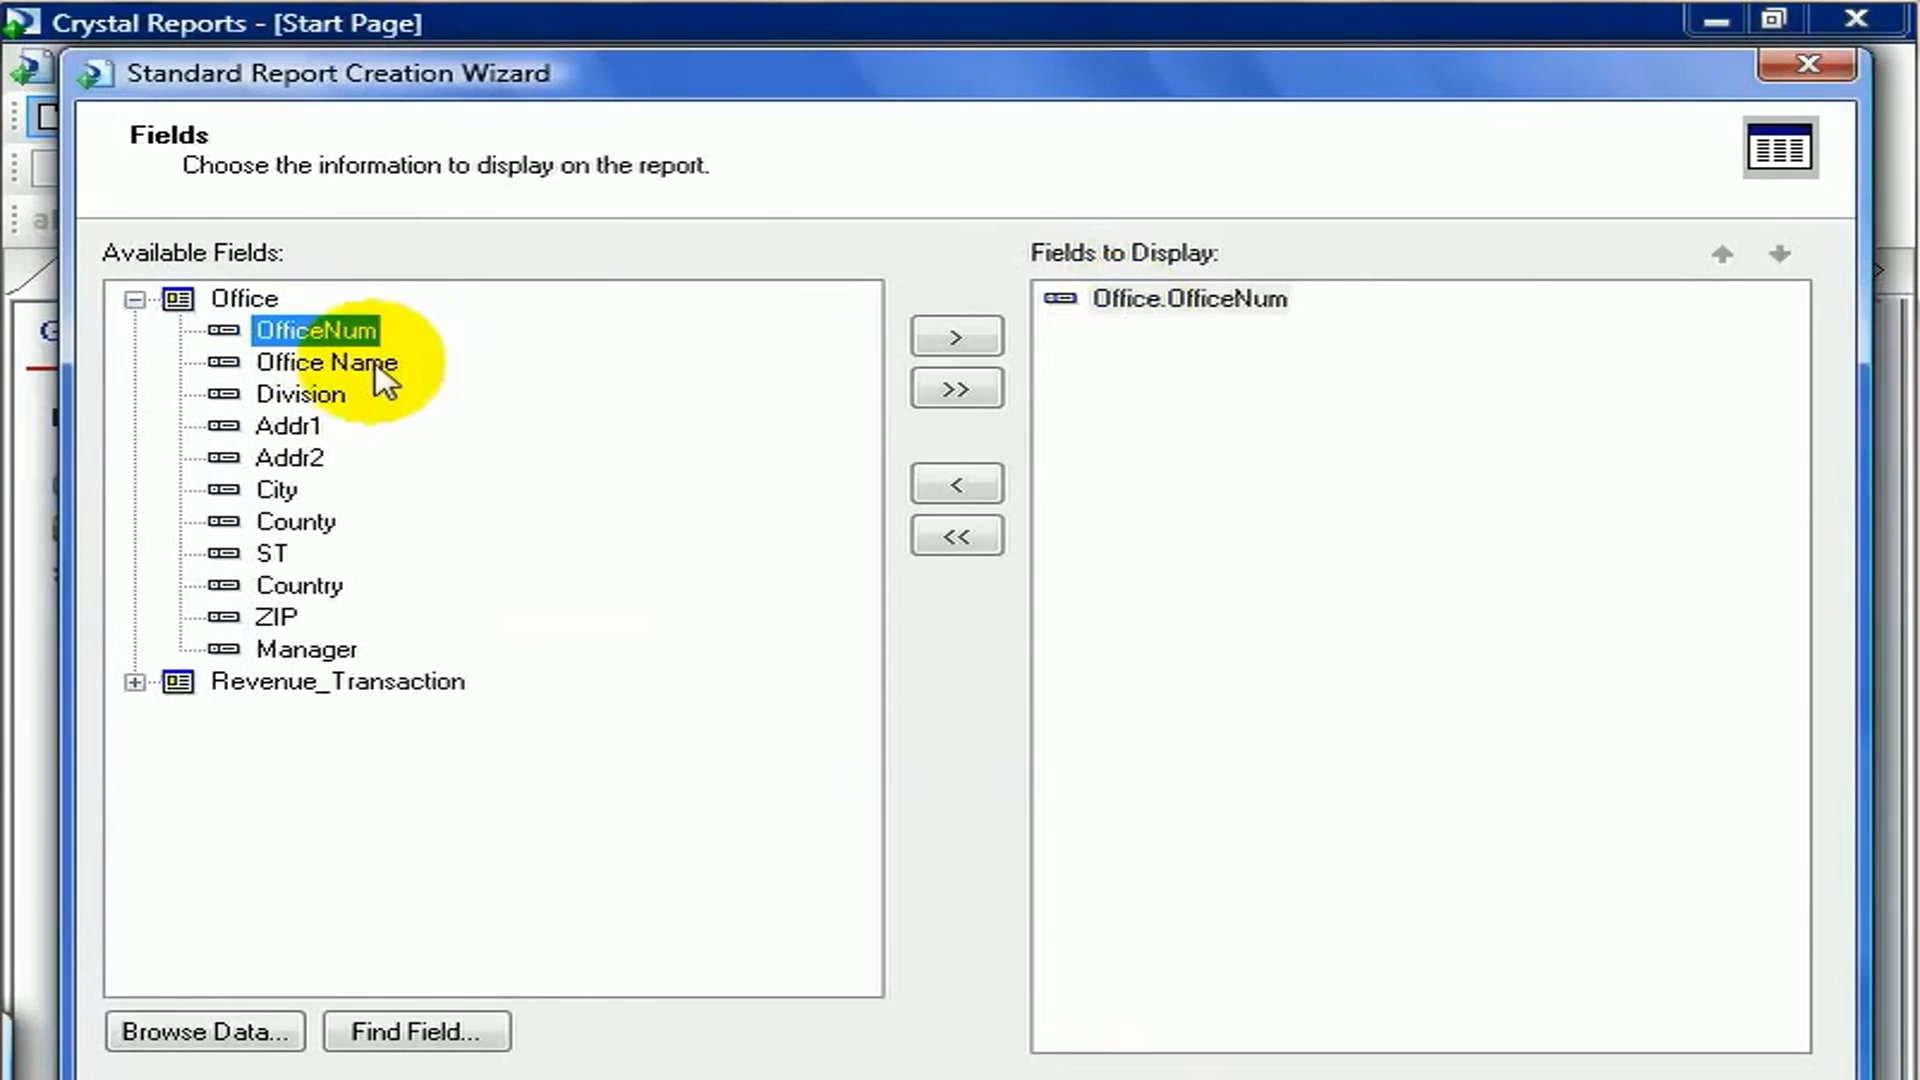 Crystal Reports - [Start Page]
Standard Report Creation Wizard
Fields
Choose the information to display on the report.
Available Fields:
Fields to Display:
Office
OfficeNum
Office Name
Division
Addr1
Addr2
City
County
ST
Country
ZIP
Manager
Revenue_Transaction
>
>>
<
<<
Office.OfficeNum
Browse Data...
Find Field...